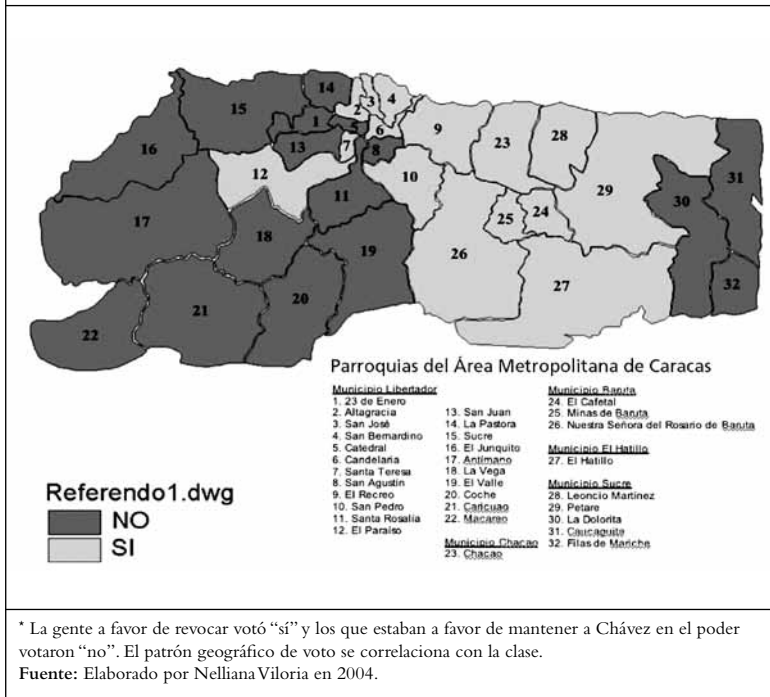 14
15
2
3
4
1
16
6
9
23
28
13
7
8
31
12
10
29
30
11
17
25
24
18
19
26
27
32
20
21
22
Parroquias del Área Metropolitana de Caracas
Municipio Libertador
1. 23 de Enero
2. Altagracia
3. San José
4. San Bernardino
5. Catedral
6. Candelaria
7. Santa Teresa
8. San Agustín
9. El Recreo
10. San Pedro
11. Santa Rosalía
12. El Paraíso
13. San Juan
14. La Pastora
15. Sucre
16. El Junquito
17. Antímano
18. La Vega
19. El Valle
20. Coche
21. Caricuao
22. Macareo
Municipio Chacao
23. Chacao
Municipio Baruta
24. El Cafetal
25. Minas de Baruta
26. Nuestra Señora del Rosario de Baruta
Municipio El Hatillo
27. El Hatillo
Municipio Sucre
28. Leoncio Martínez
29. Petare
30. La Dolorita
31. Caucaguita
32. Filas de Mariche
Referendo1.dwg
NO
SI
* La gente a favor de revocar votó “sí” y los que estaban a favor de mantener a Chávez en el poder
votaron “no”. El patrón geográfico de voto se correlaciona con la clase.
Fuente: Elaborado por Nelliana Viloria en 2004.